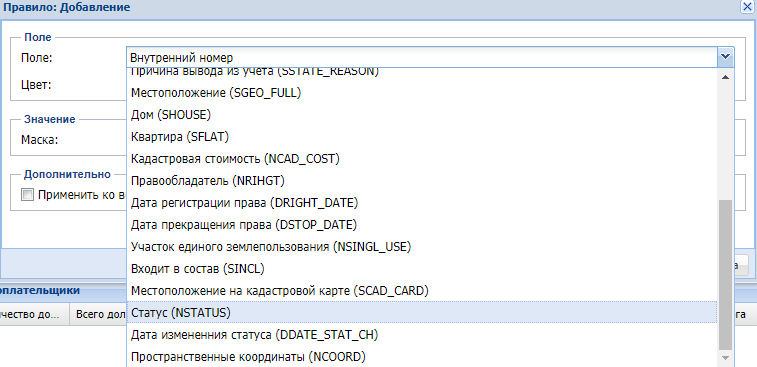 Правило: Добавление
Поле
Поле:
Внутренний номер
Цвет:
Причина вывода из учета (SSTATE_REASON)
Местоположение (SGEO_FULL)
Дом (SHOUSE)
Значение
Маска:
Квартира (SFLAT)
Кадастровая стоимость (NCAD_COST)
Дополнительно
Правообладатель (NRIHGT)
Применить ко в
Дата регистрации права (DRIGHT_DATE)
Дата прекращения права (DSTOP_DATE)
Участок единого землепользования (NSINGL_USE)
Входит в состав (SINCL)
а
оплательщики
Местоположение на кадастровой карте (SCAD_CARD)
ичество до... Всего дол
Статус (NSTATUS)
га
Дата изменения статуса (DDATE_STAT_CH)
Пространственные координаты (NCOORD)